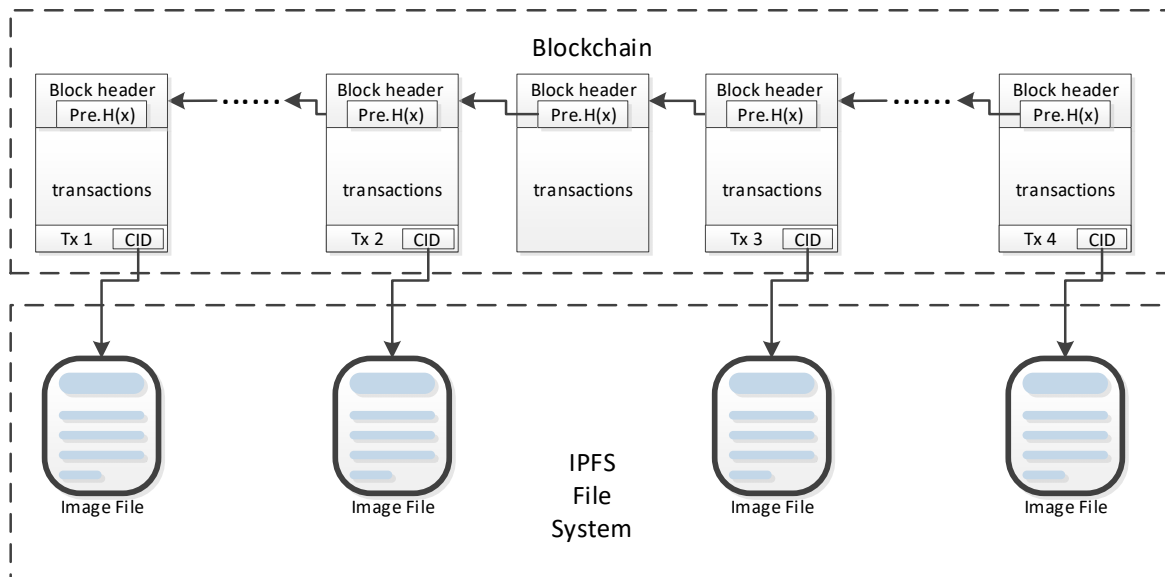 Blockchain
Block header
Pre.H(x)
transactions
Tx 1 CID
Block header
Pre.H(x)
transactions
Tx 2 CID
Block header
Pre.H(x)
transactions
Block header
Pre.H(x)
transactions
Tx 3 CID
Block header
Pre.H(x)
transactions
Tx 4 CID
Image File
Image File
IPFS
File
System
Image File
Image File